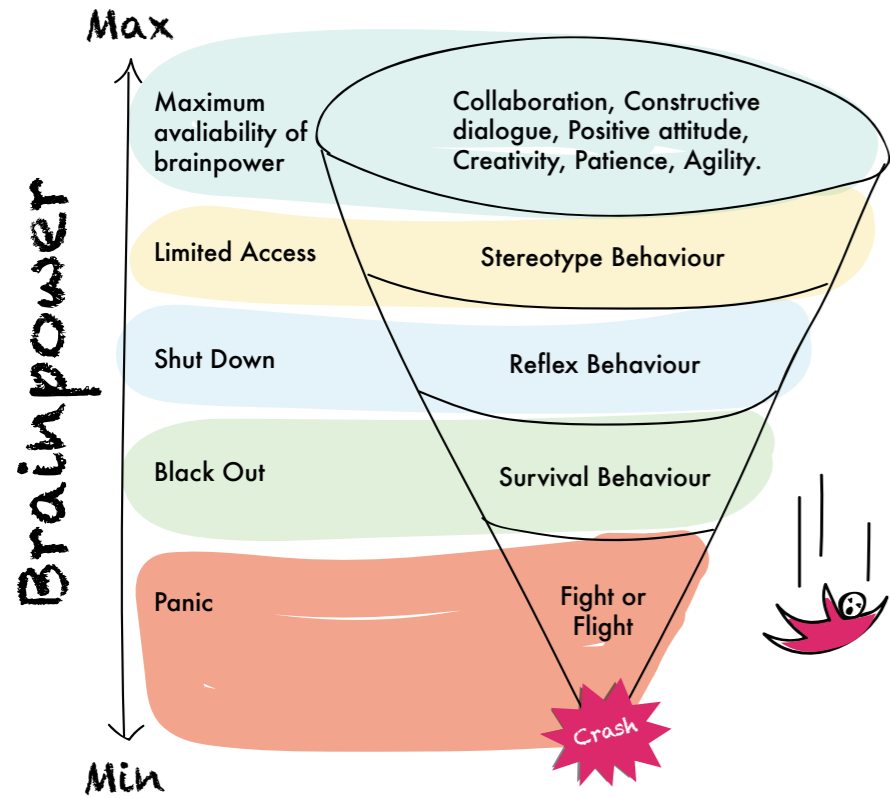 Max
Brainpower
Maximum
avaliability of
brainpower
Collaboration, Constructive
dialogue, Positive attitude,
Creativity, Patience, Agility.
Limited Access
Stereotype Behaviour
Shut Down
Reflex Behaviour
Black Out
Survival Behaviour
Panic
Fight or
Flight
Crash
Min